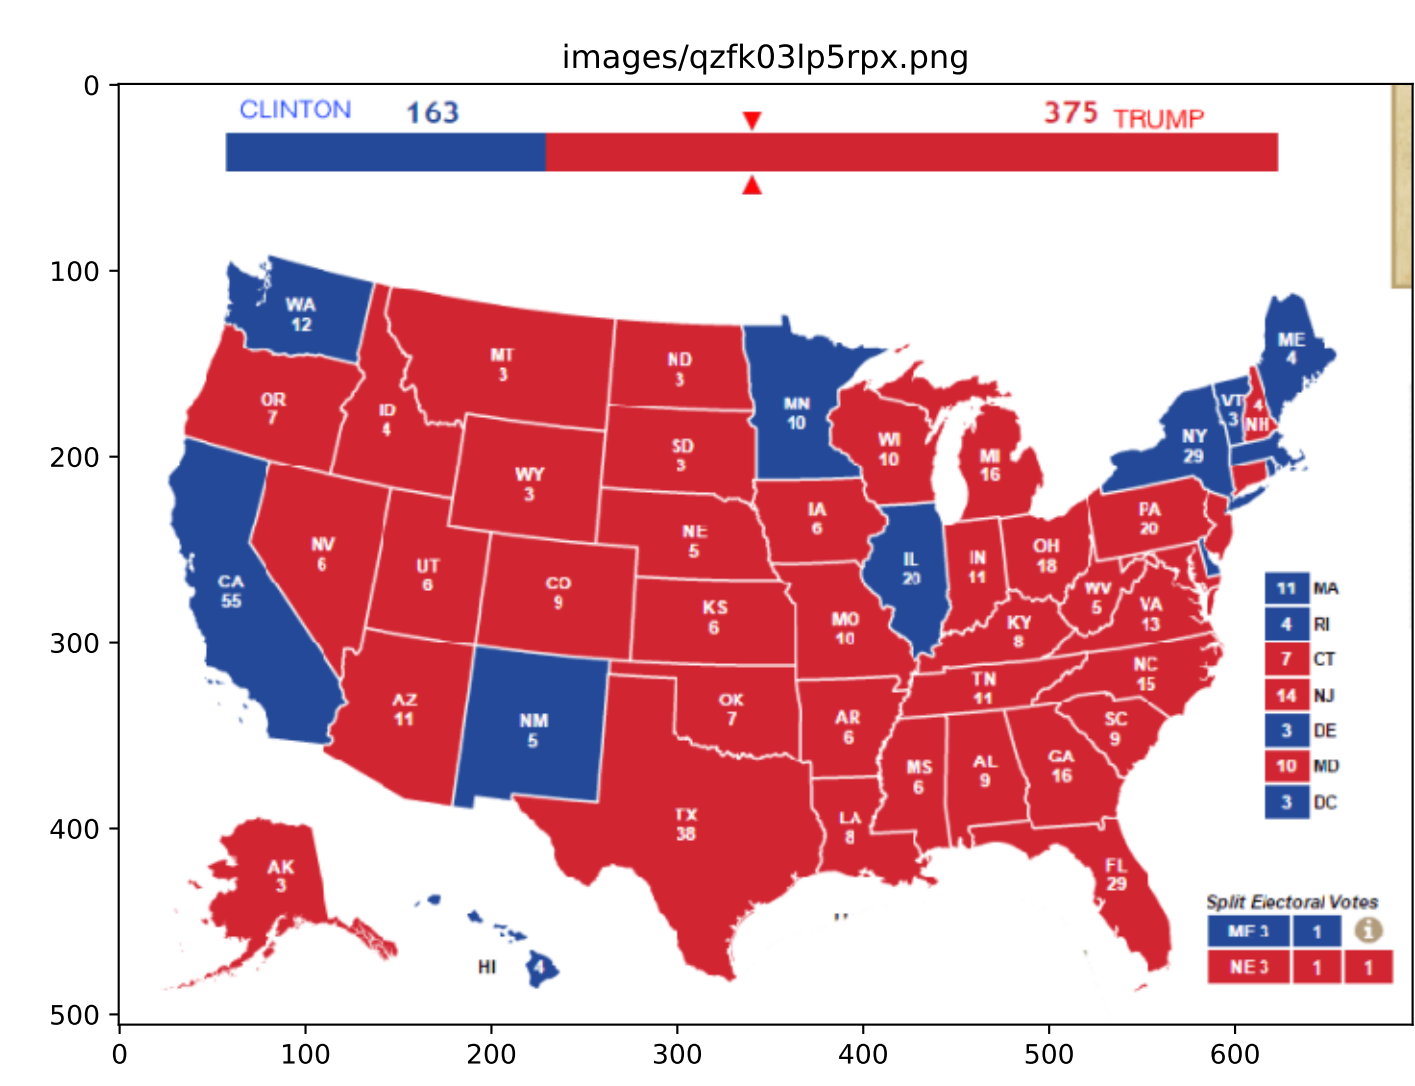 images/qzfk03lp5rpx.png
CLINTON 163 375 TRUMP
WA
12
MT
3
ND
3
OR
7
ID
4
MN
10
ME
4
VT
3
4
NH
WI
10
MI
16
NY
29
SD
3
WY
3
IA
6
PA
20
NE
5
NV
6
UT
6
CO
9
CA
55
IL
20
IN
11
OH
18
WV
5
VA
13
KS
6
MO
10
KY
8
NC
15
TN
11
AZ
11
NM
5
OK
7
AR
6
SC
9
MS
6
AL
9
GA
16
TX
38
LA
8
FL
29
AK
3
HI 4
11 MA
4 RI
7 CT
14 NJ
3 DE
10 MD
3 DC
Split Electoral Votes
ME 3 1 i
NE 3 1 1
0
100
200
300
400
500
0 100 200 300 400 500 600